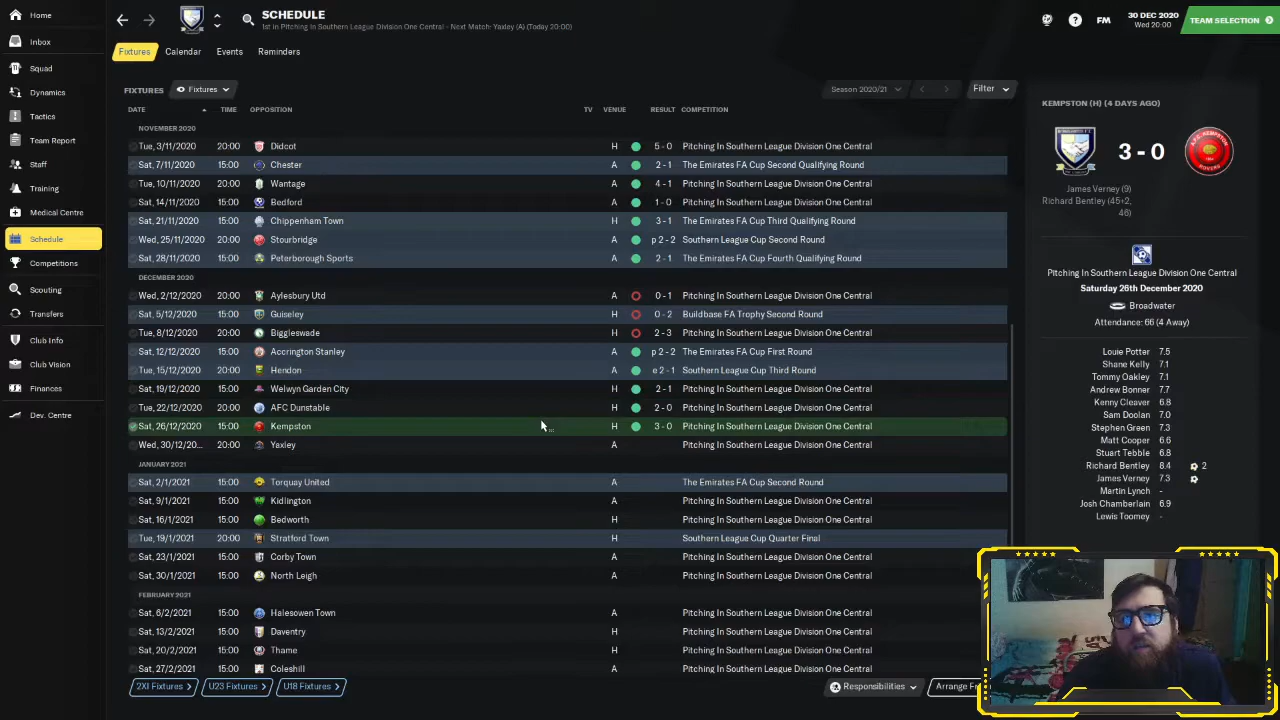 Home
SCHEDULE
1st in Pitching In Southern League Division One Central - Next Match: Yaxley (A) (Today 20:00)
FM
30 DEC 2020
Wed 20:00
TEAM SELECTION
Inbox
Fixtures Calendar Events Reminders
Squad
Dynamics
Tactics
Team Report
Staff
Training
Medical Centre
Schedule
Competitions
Scouting
Transfers
Club Info
Club Vision
Finances
Dev. Centre
FIXTURES Fixtures Season 2020/21 Filter
DATE TIME OPPOSITION TV VENUE RESULT COMPETITION
NOVEMBER 2020
Tue, 3/11/2020 20:00 Didcot H 5 - 0 Pitching In Southern League Division One Central
Sat, 7/11/2020 15:00 Chester A 2 - 1 The Emirates FA Cup Second Qualifying Round
Tue, 10/11/2020 20:00 Wantage A 4 - 1 Pitching In Southern League Division One Central
Sat, 14/11/2020 15:00 Bedford A 1 - 0 Pitching In Southern League Division One Central
Sat, 21/11/2020 15:00 Chippenham Town H 3 - 1 The Emirates FA Cup Third Qualifying Round
Wed, 25/11/2020 20:00 Stourbridge A p 2 - 2 Southern League Cup Second Round
Sat, 28/11/2020 15:00 Peterborough Sports A 2 - 1 The Emirates FA Cup Fourth Qualifying Round
DECEMBER 2020
Wed, 2/12/2020 20:00 Aylesbury Utd A 0 - 1 Pitching In Southern League Division One Central
Sat, 5/12/2020 15:00 Guiseley H 0 - 2 Buildbase FA Trophy Second Round
Tue, 8/12/2020 20:00 Biggleswade H 2 - 3 Pitching In Southern League Division One Central
Sat, 12/12/2020 15:00 Accrington Stanley A p 2 - 2 The Emirates FA Cup First Round
Tue, 15/12/2020 20:00 Hendon A e 2 - 1 Southern League Cup Third Round
Sat, 19/12/2020 15:00 Welwyn Garden City H 2 - 1 Pitching In Southern League Division One Central
Tue, 22/12/2020 20:00 AFC Dunstable H 2 - 0 Pitching In Southern League Division One Central
Sat, 26/12/2020 15:00 Kempston H 3 - 0 Pitching In Southern League Division One Central
Wed, 30/12/20... 20:00 Yaxley A Pitching In Southern League Division One Central
JANUARY 2021
Sat, 2/1/2021 15:00 Torquay United A The Emirates FA Cup Second Round
Sat, 9/1/2021 15:00 Kidlington A Pitching In Southern League Division One Central
Sat, 16/1/2021 15:00 Bedworth H Pitching In Southern League Division One Central
Tue, 19/1/2021 20:00 Stratford Town H Southern League Cup Quarter Final
Sat, 23/1/2021 15:00 Corby Town A Pitching In Southern League Division One Central
Sat, 30/1/2021 15:00 North Leigh A Pitching In Southern League Division One Central
FEBRUARY 2021
Sat, 6/2/2021 15:00 Halesowen Town H Pitching In Southern League Division One Central
Sat, 13/2/2021 15:00 Daventry H Pitching In Southern League Division One Central
Sat, 20/2/2021 15:00 Thame H Pitching In Southern League Division One Central
Sat, 27/2/2021 15:00 Coleshill A Pitching In Southern League Division One Central
2XI Fixtures U23 Fixtures U18 Fixtures Responsibilities Arrange
KEMPSTON (H) (4 DAYS AGO)
3 - 0
James Verney (9)
Richard Bentley (45+2,
46)
Pitching In Southern League Division One Central
Saturday 26th December 2020
Broadwater
Attendance: 66 (4 Away)
Louie Potter 7.5
Shane Kelly 7.1
Tommy Oakley 7.1
Andrew Bonner 7.7
Kenny Cleaver 6.8
Sam Doolan 7.0
Stephen Green 7.3
Matt Cooper 6.6
Stuart Tebble 6.8
Richard Bentley 8.4 2
James Verney 7.3
Martin Lynch -
Josh Chamberlain 6.9
Lewis Toomey -